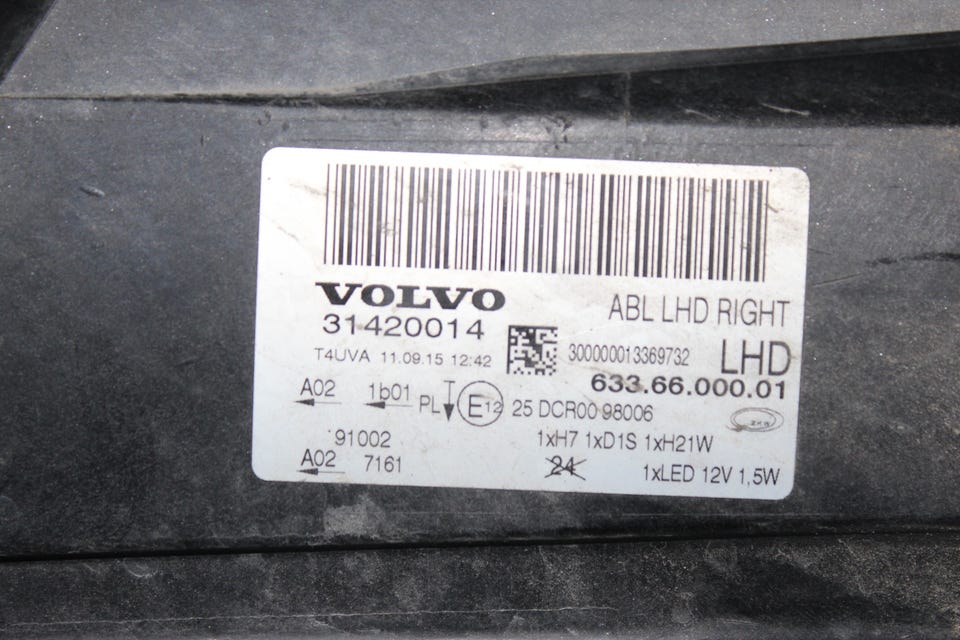 VOLVO
ABL LHD RIGHT
31420014
T4UVA 11.09.15 12:42
300000013369732 LHD
633.66.000.01
A02 1b01 PL E12 25 DCR00 98006
ZKW
91002 1xH7 1xD1S 1xH21W
A02 7161 24 1xLED 12V 1,5W